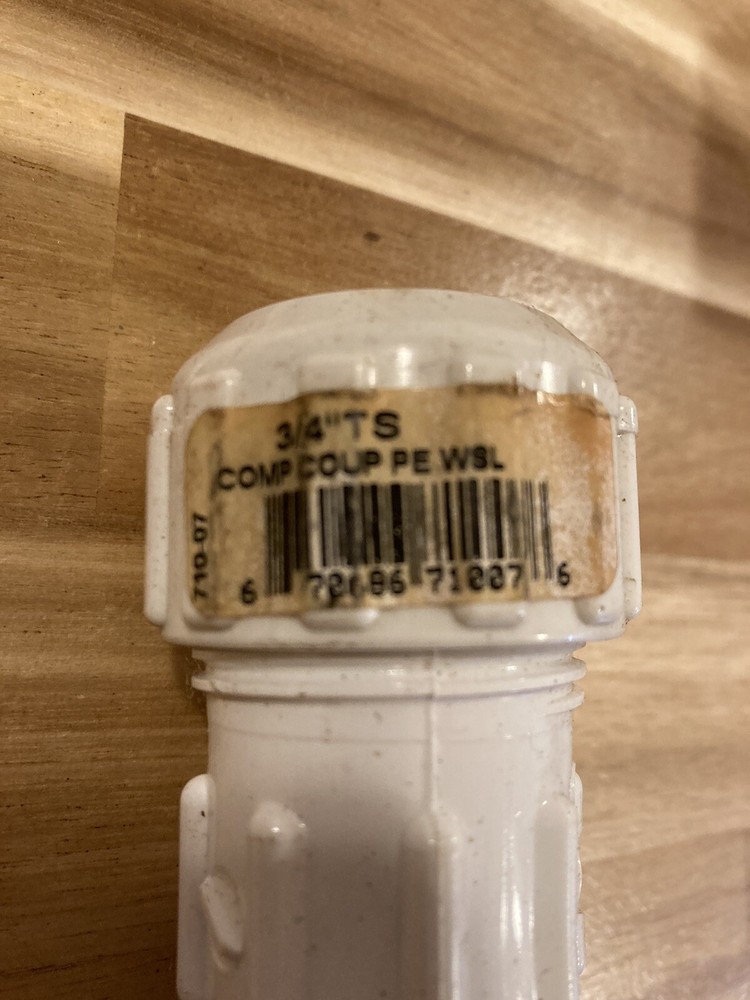 3/4"TS
COMP COUP PE WSL
710-07
6 70686 71007 6